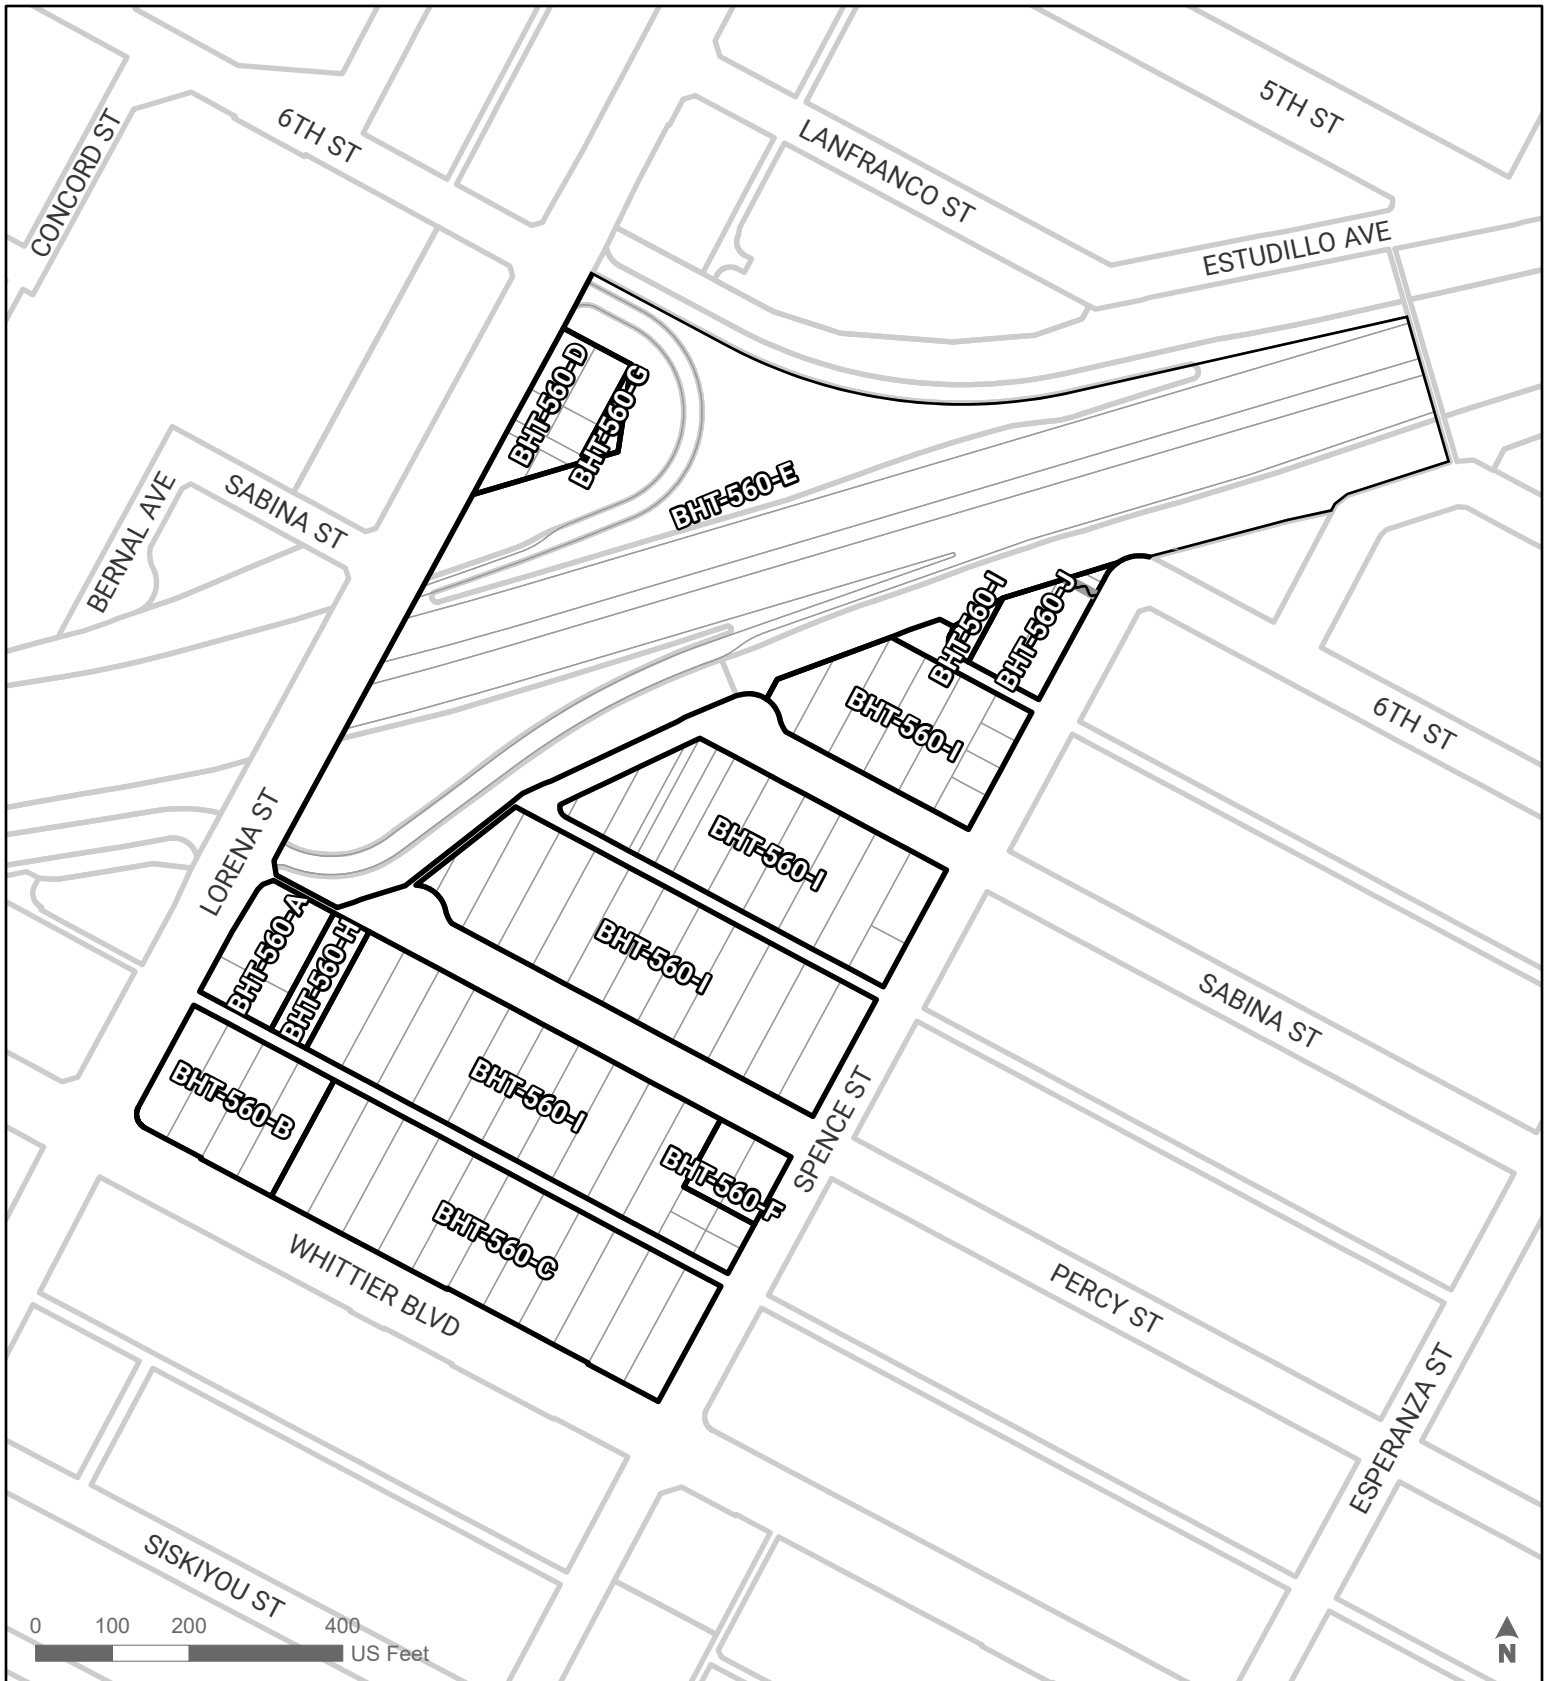 5TH ST
6TH ST
CONCORD ST
LANFRANCO ST
ESTUDILLO AVE
BHT-560-D
BHT-560-G
BHT-560-E
SABINA ST
BERNAL AVE
BHT-560-I
BHT-560-J
BHT-560-I
6TH ST
LORENA ST
BHT-560-I
BHT-560-A
BHT-560-H
BHT-560-I
SABINA ST
BHT-560-B
BHT-560-I
SPENCE ST
BHT-560-F
BHT-560-C
WHITTIER BLVD
PERCY ST
ESPERANZA ST
SISKIYOU ST
0 100 200 400
US Feet
N